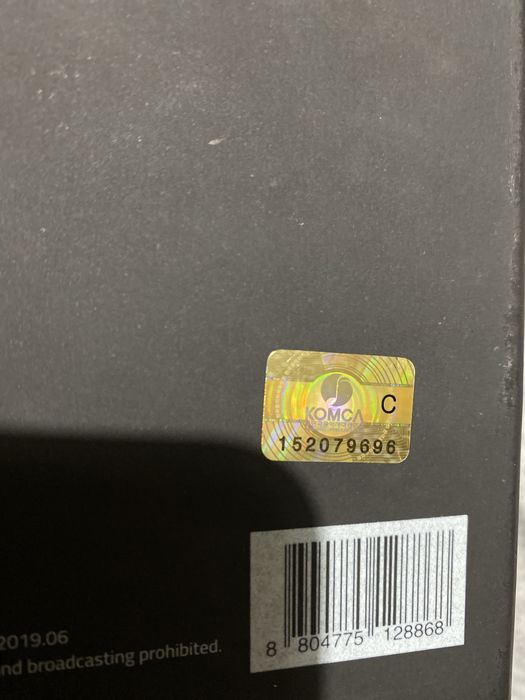 KOMCA
C
152079696
2019.06
nd broadcasting prohibited.
8 804775 128868